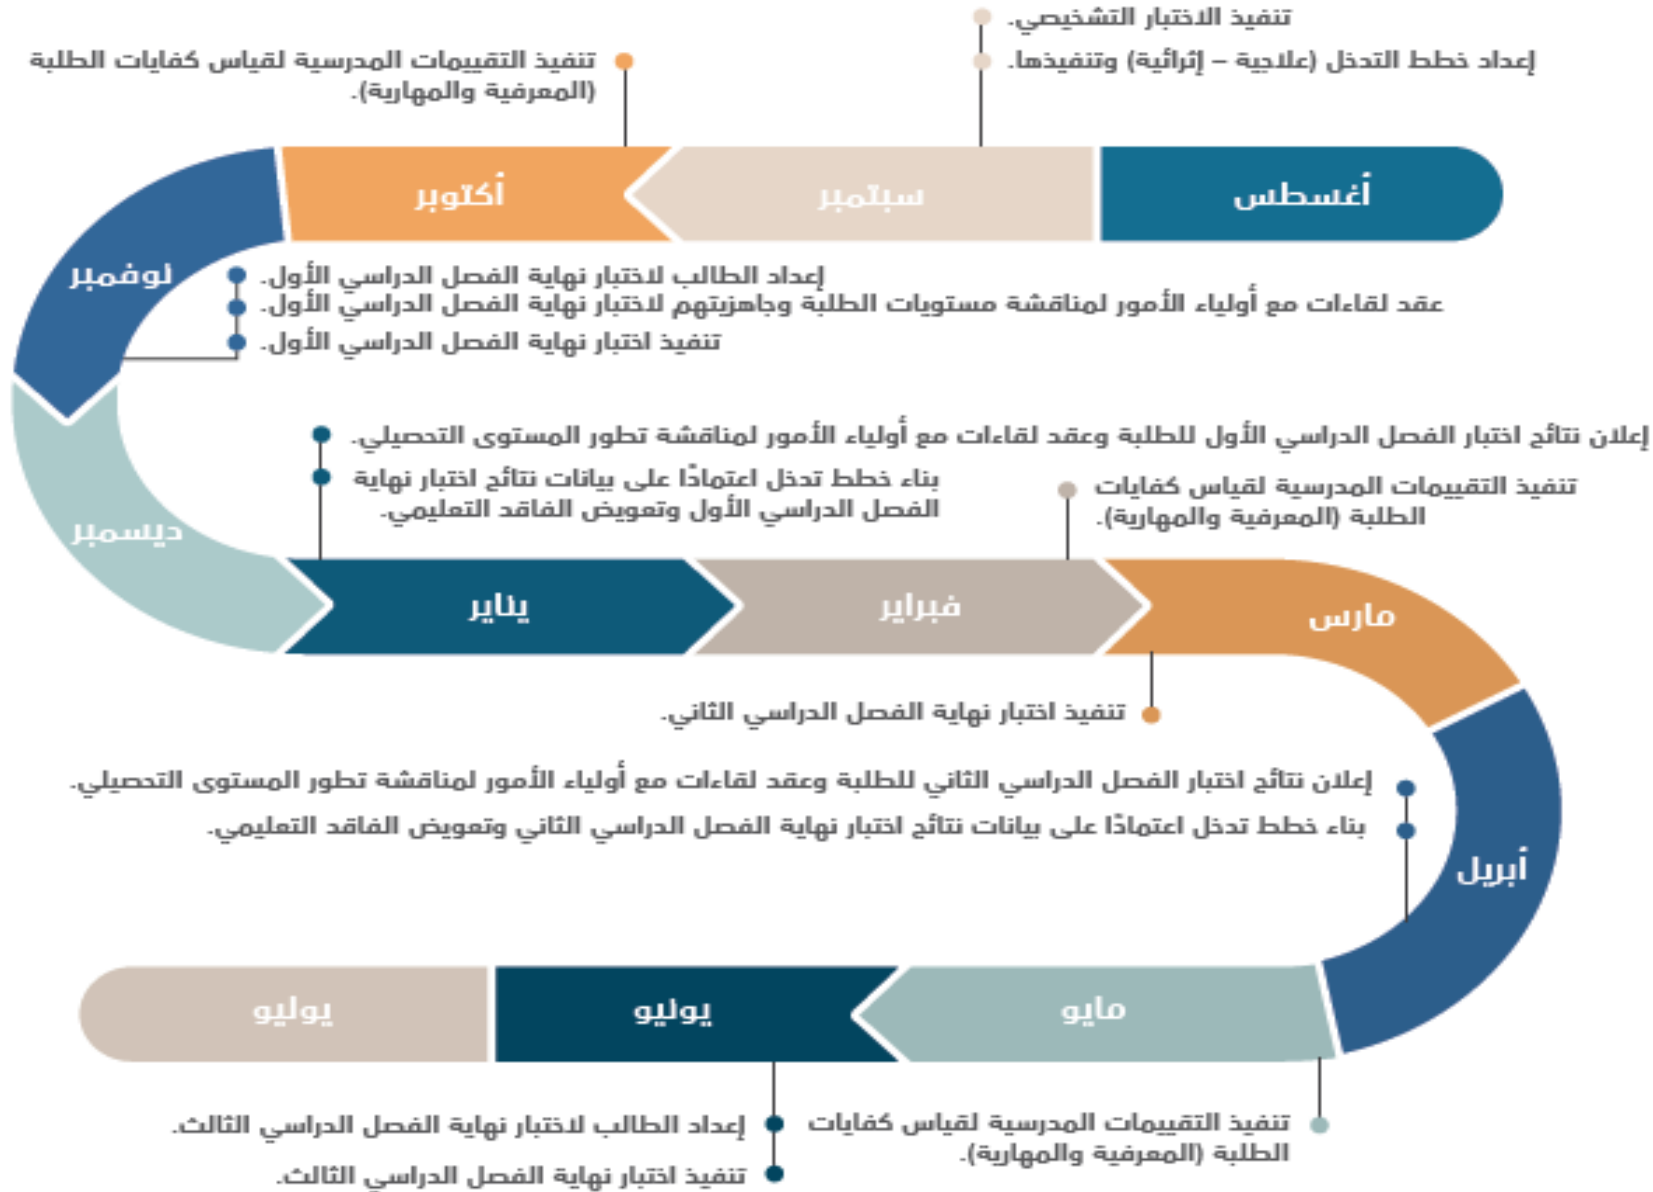 تنفيذ الاختبار التشخيصي.
إعداد خطط التدخل (علاجية – إثرائية) وتنفيذها.
تنفيذ التقييمات المدرسية لقياس كفايات الطلبة
(المعرفية والمهارية).
أغسطس
سبتمبر
أكتوبر
نوفمبر
إعداد الطالب لاختبار نهاية الفصل الدراسي الأول.
عقد لقاءات مع أولياء الأمور لمناقشة مستويات الطلبة وجاهزيتهم لاختبار نهاية الفصل الدراسي الأول.
تنفيذ اختبار نهاية الفصل الدراسي الأول.
ديسمبر
إعلان نتائج اختبار الفصل الدراسي الأول للطلبة وعقد لقاءات مع أولياء الأمور لمناقشة تطور المستوى التحصيلي.
بناء خطط تدخل اعتمادًا على بيانات نتائج اختبار نهاية
الفصل الدراسي الأول وتعويض الفاقد التعليمي.
تنفيذ التقييمات المدرسية لقياس كفايات
الطلبة (المعرفية والمهارية).
يناير
فبراير
مارس
تنفيذ اختبار نهاية الفصل الدراسي الثاني.
إعلان نتائج اختبار الفصل الدراسي الثاني للطلبة وعقد لقاءات مع أولياء الأمور لمناقشة تطور المستوى التحصيلي.
بناء خطط تدخل اعتمادًا على بيانات نتائج اختبار نهاية الفصل الدراسي الثاني وتعويض الفاقد التعليمي.
أبريل
مايو
يونيو
يوليو
تنفيذ التقييمات المدرسية لقياس كفايات
الطلبة (المعرفية والمهارية).
إعداد الطالب لاختبار نهاية الفصل الدراسي الثالث.
تنفيذ اختبار نهاية الفصل الدراسي الثالث.